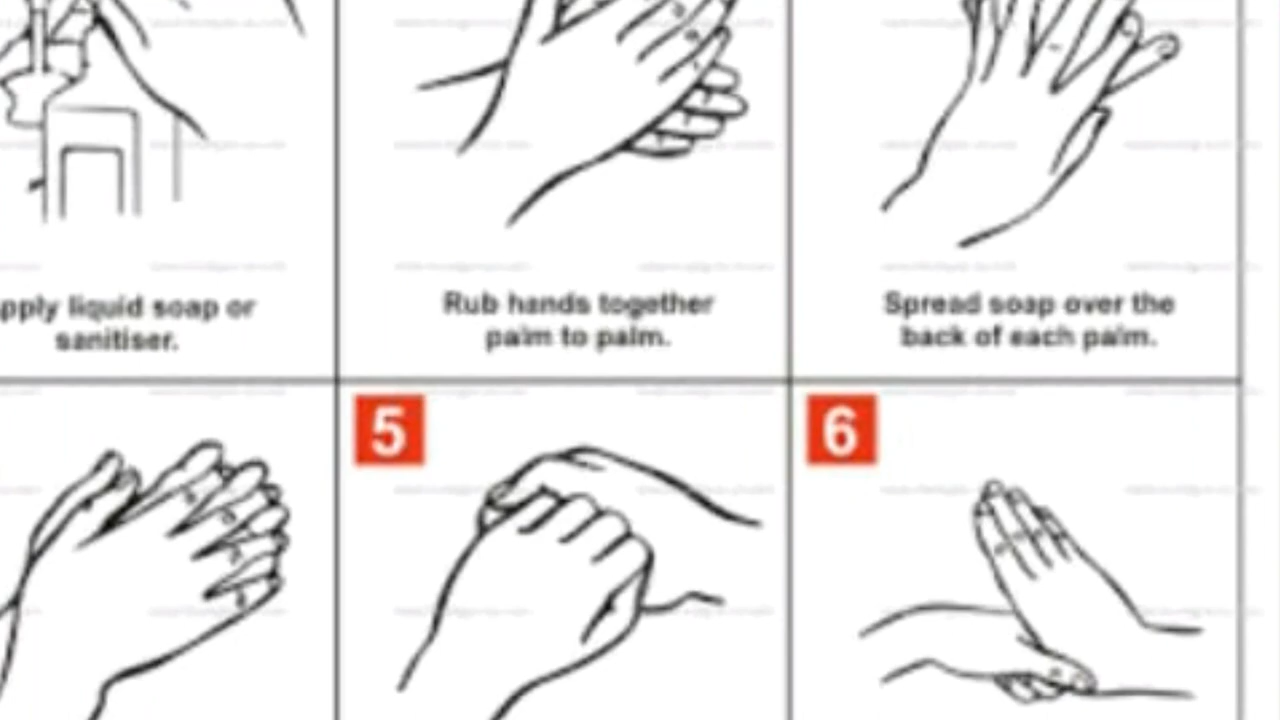 pply liquid soap or
sanitiser.
Rub hands together
palm to palm.
Spread soap over the
back of each palm.
5
6